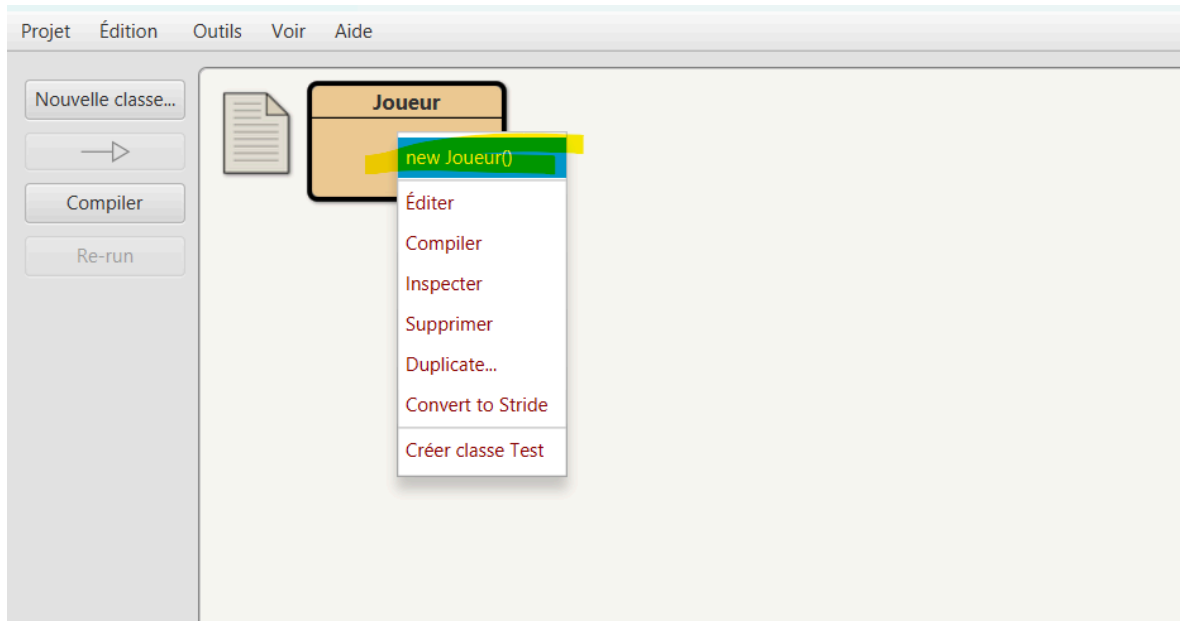 Projet Édition Outils Voir Aide
Nouvelle classe...
Compiler
Re-run
Joueur
new Joueur()
Éditer
Compiler
Inspecter
Supprimer
Duplicate...
Convert to Stride
Créer classe Test